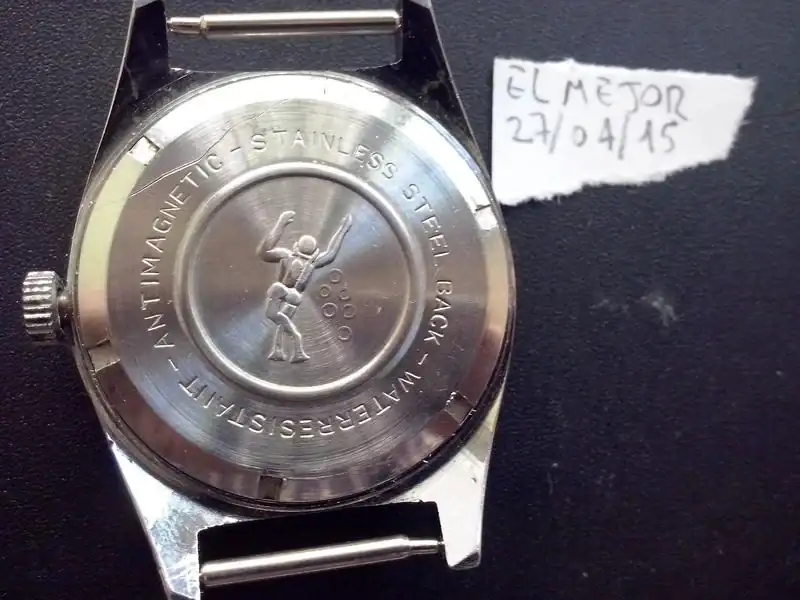 ANTIMAGNETIC - STAINLESS STEEL BACK - WATERRESISTANT -
EL MEJOR
27/04/15